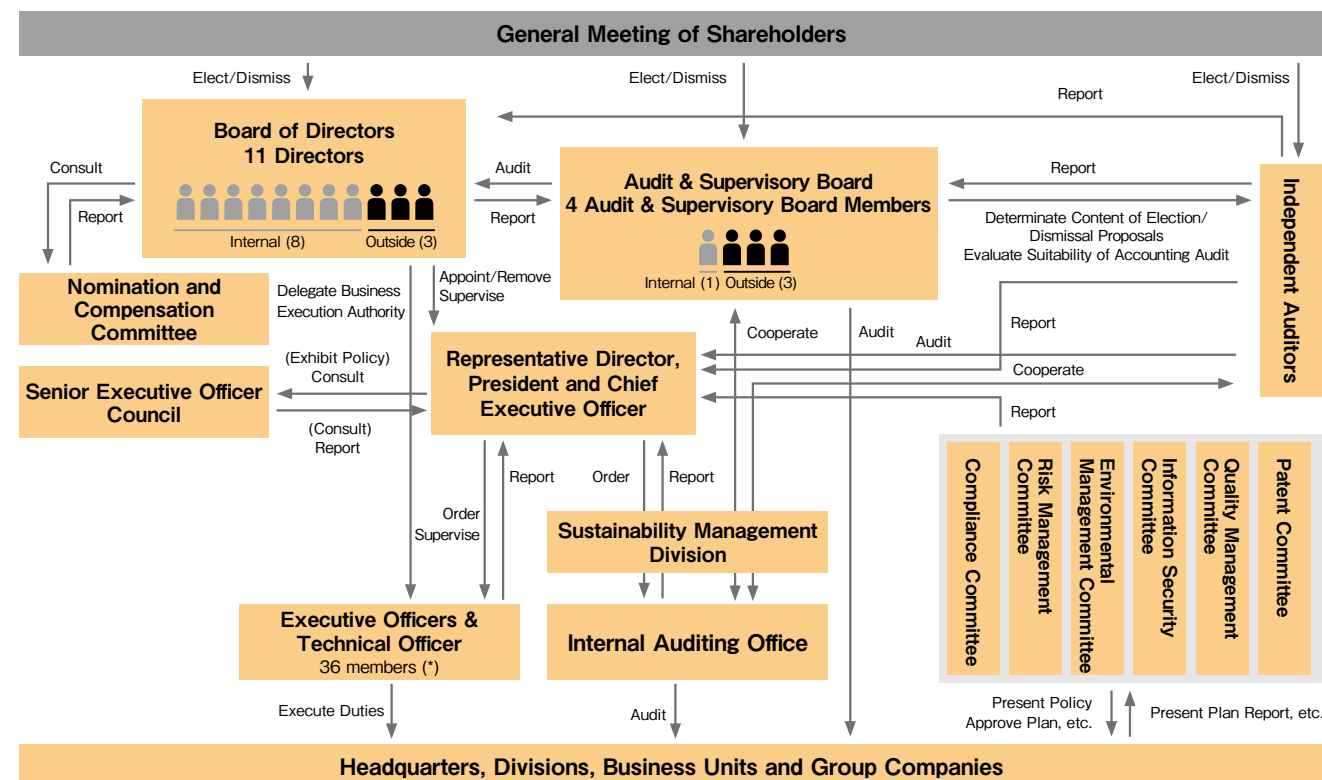 General Meeting of Shareholders
Elect/Dismiss
Elect/Dismiss
Elect/Dismiss
Report
Board of Directors
11 Directors
Internal (8)
Outside (3)
Consult
Report
Audit
Report
Audit & Supervisory Board
4 Audit & Supervisory Board Members
Internal (1)
Outside (3)
Report
Determinate Content of Election/
Dismissal Proposals
Evaluate Suitability of Accounting Audit
Independent Auditors
Nomination and
Compensation
Committee
Delegate Business
Execution Authority
Appoint/Remove
Supervise
Cooperate
Audit
Report
Audit
Cooperate
Report
Representative Director,
President and Chief
Executive Officer
(Exhibit Policy)
Consult
Senior Executive Officer
Council
(Consult)
Report
Order
Supervise
Report
Order
Report
Sustainability Management
Division
Compliance Committee
Risk Management
Committee
Environmental
Management Committee
Information Security
Committee
Quality Management
Committee
Patent Committee
Executive Officers &
Technical Officer
36 members (*)
Internal Auditing Office
Execute Duties
Audit
Present Policy
Approve Plan, etc.
Present Plan Report, etc.
Headquarters, Divisions, Business Units and Group Companies